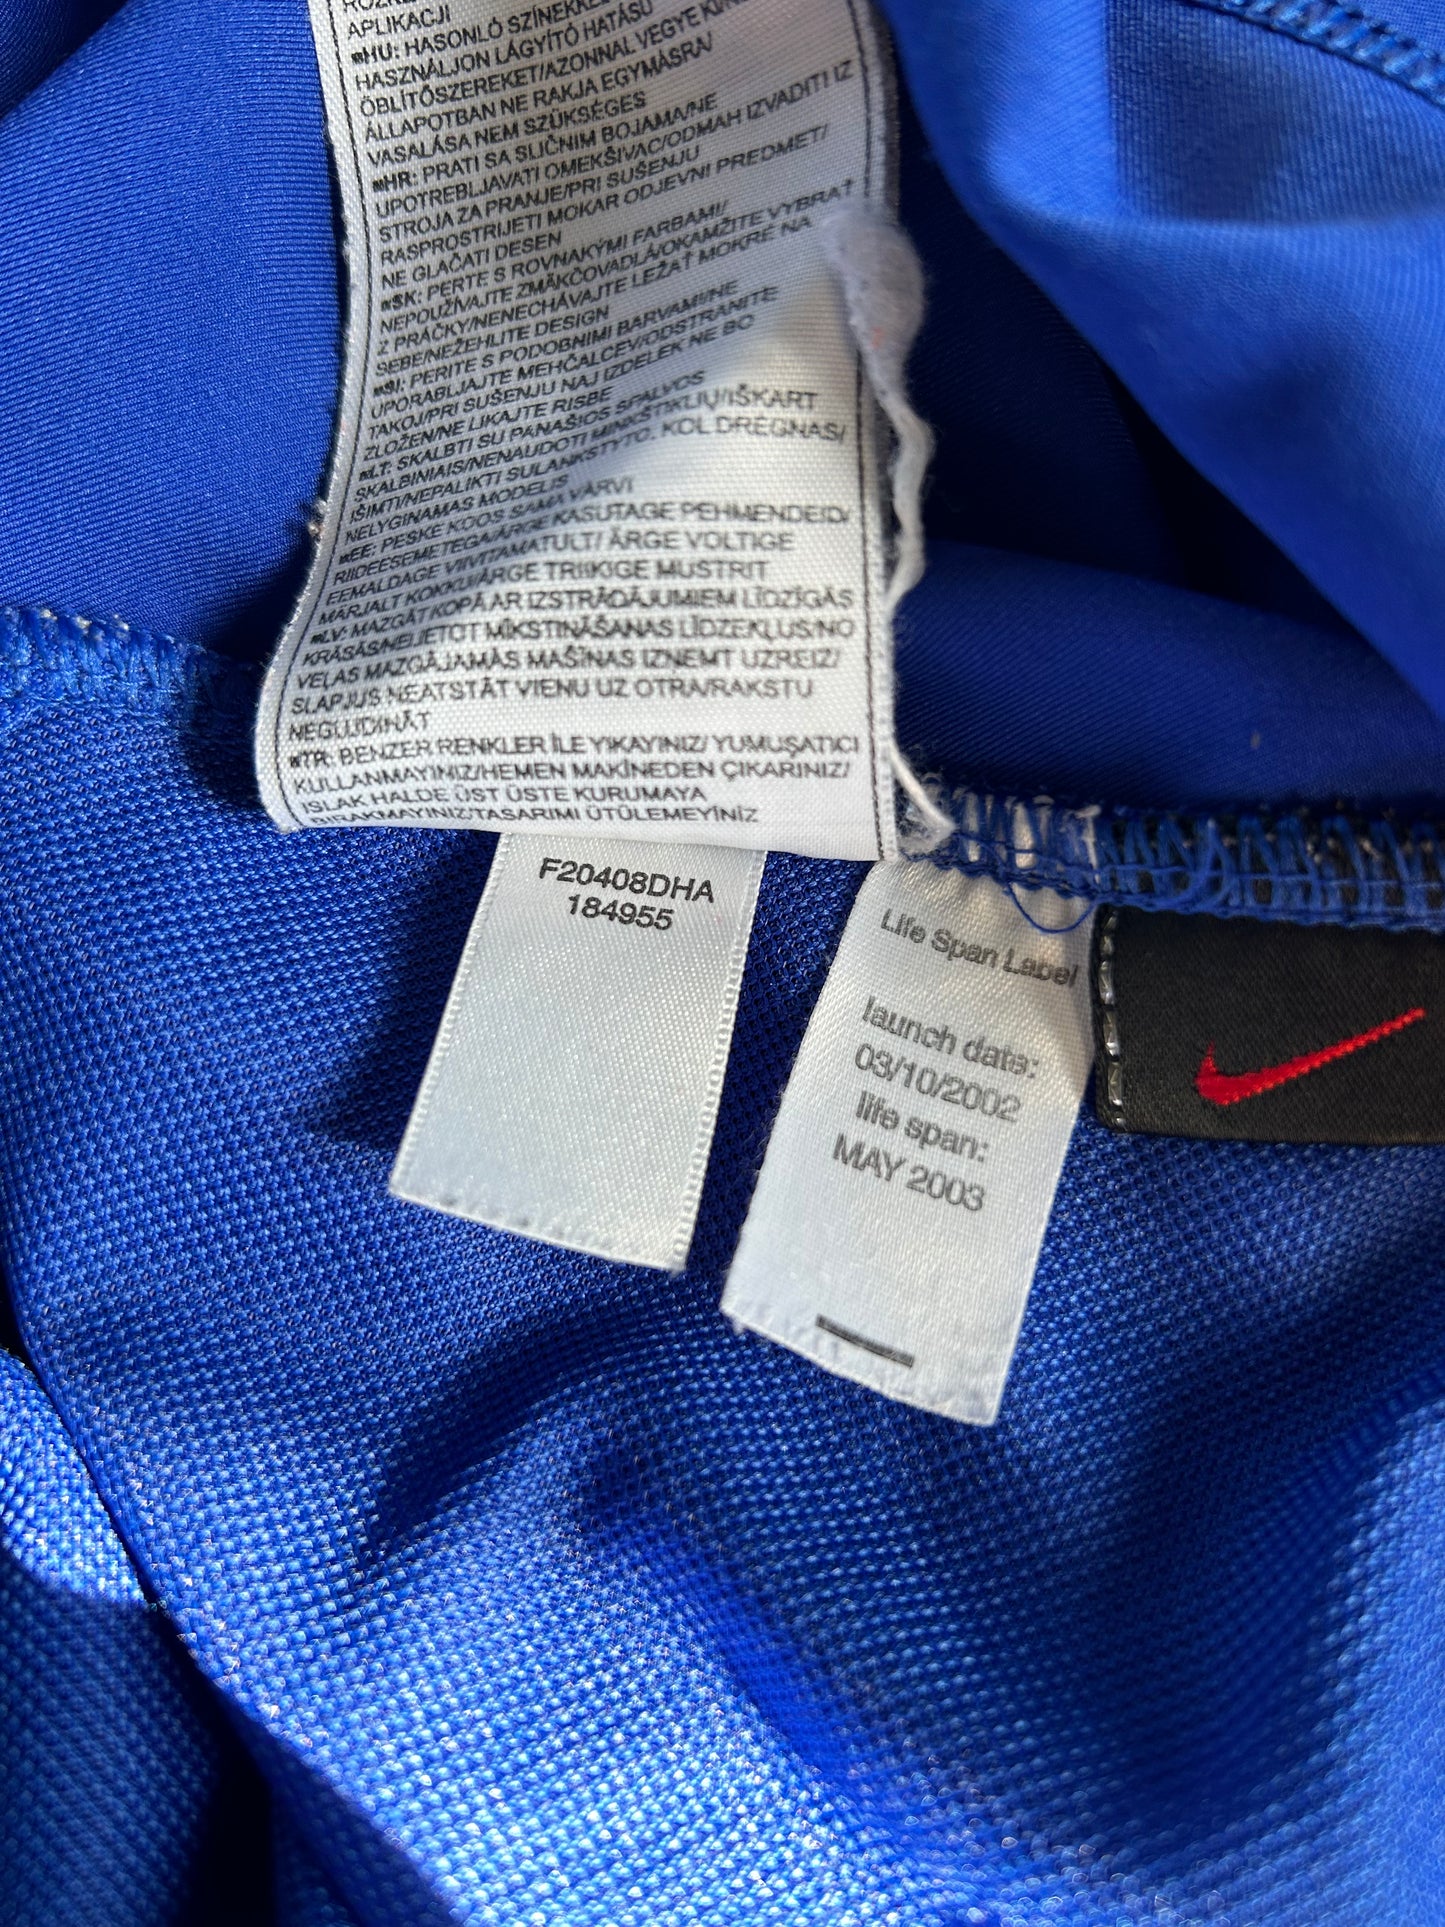 APLIKACJI
HU: HASONLÓ SZÍNEKKEL
HASZNÁLJON LÁGYÍTÓ HATÁSÚ
ÖBLÍTŐSZEREKET/AZONNAL VEGYE KI/NE
ÁLLAPOTBAN NE RAKJA EGYMÁSRA/
VASALÁSA NEM SZÜKSÉGES
HR: PRATI SA SLIČNIM BOJAMA/NE
UPOTREBLJAVATI OMEKŠIVAC/ODMAH IZVADITI IZ
STROJA ZA PRANJE/PRI SUŠENJU
RASPROSTRIJETI MOKAR ODJEVNI PREDMET/
NE GLAČATI DESEN
SK: PERTE S ROVNAKÝMI FARBAMI/
NEPOUŽÍVAJTE ZMÄKČOVADLÁ/OKAMŽITE VYBRAŤ
Z PRÁČKY/NENECHÁVAJTE LEŽAŤ MOKRÉ NA
SEBE/NEŽEHLITE DESIGN
SI: PERITE S PODOBNIMI BARVAMI/NE
UPORABLJAJTE MEHČALCEV/ODSTRANITE
TAKOJ/PRI SUŠENJU NAJ IZDELEK NE BO
ZLOŽEN/NE LIKAJTE RISBE
LT: SKALBTI SU PANAŠIOS SPALVOS
SKALBINIAIS/NENAUDOTI MINKŠTIKLIŲ/IŠKART
IŠIMTI/NEPALIKTI SULANKSTYTO, KOL DRĖGNAS/
NELYGINAMAS MODELIS
EE: PESKE KOOS SAMA VÄRVI
RIIDEESEMETEGA/ÄRGE KASUTAGE PEHMENDEID/
EEMALDAGE VIIVITAMATULT/ ÄRGE VOLTIGE
MÄRJALT KOKKU/ÄRGE TRIIKIGE MUSTRIT
LV: MAZGĀT KOPĀ AR IZSTRĀDĀJUMIEM LĪDZĪGĀS
KRĀSĀS/NELIETOT MĪKSTINĀŠANAS LĪDZEKĻUS/NO
VEĻAS MAZGĀJAMĀS MAŠĪNAS IZŅEMT UZREIZ/
SLAPJUS NEATSTĀT VIENU UZ OTRA/RAKSTU
NEGLUDINĀT
TR: BENZER RENKLER İLE YIKAYINIZ/ YUMUŞATICI
KULLANMAYINIZ/HEMEN MAKİNEDEN ÇIKARINIZ/
ISLAK HALDE ÜST ÜSTE KURUMAYA
BIRAKMAYINIZ/TASARIMI ÜTÜLEMEYİNİZ
F20408DHA
184955
Life Span Label
launch date:
03/10/2002
life span:
MAY 2003